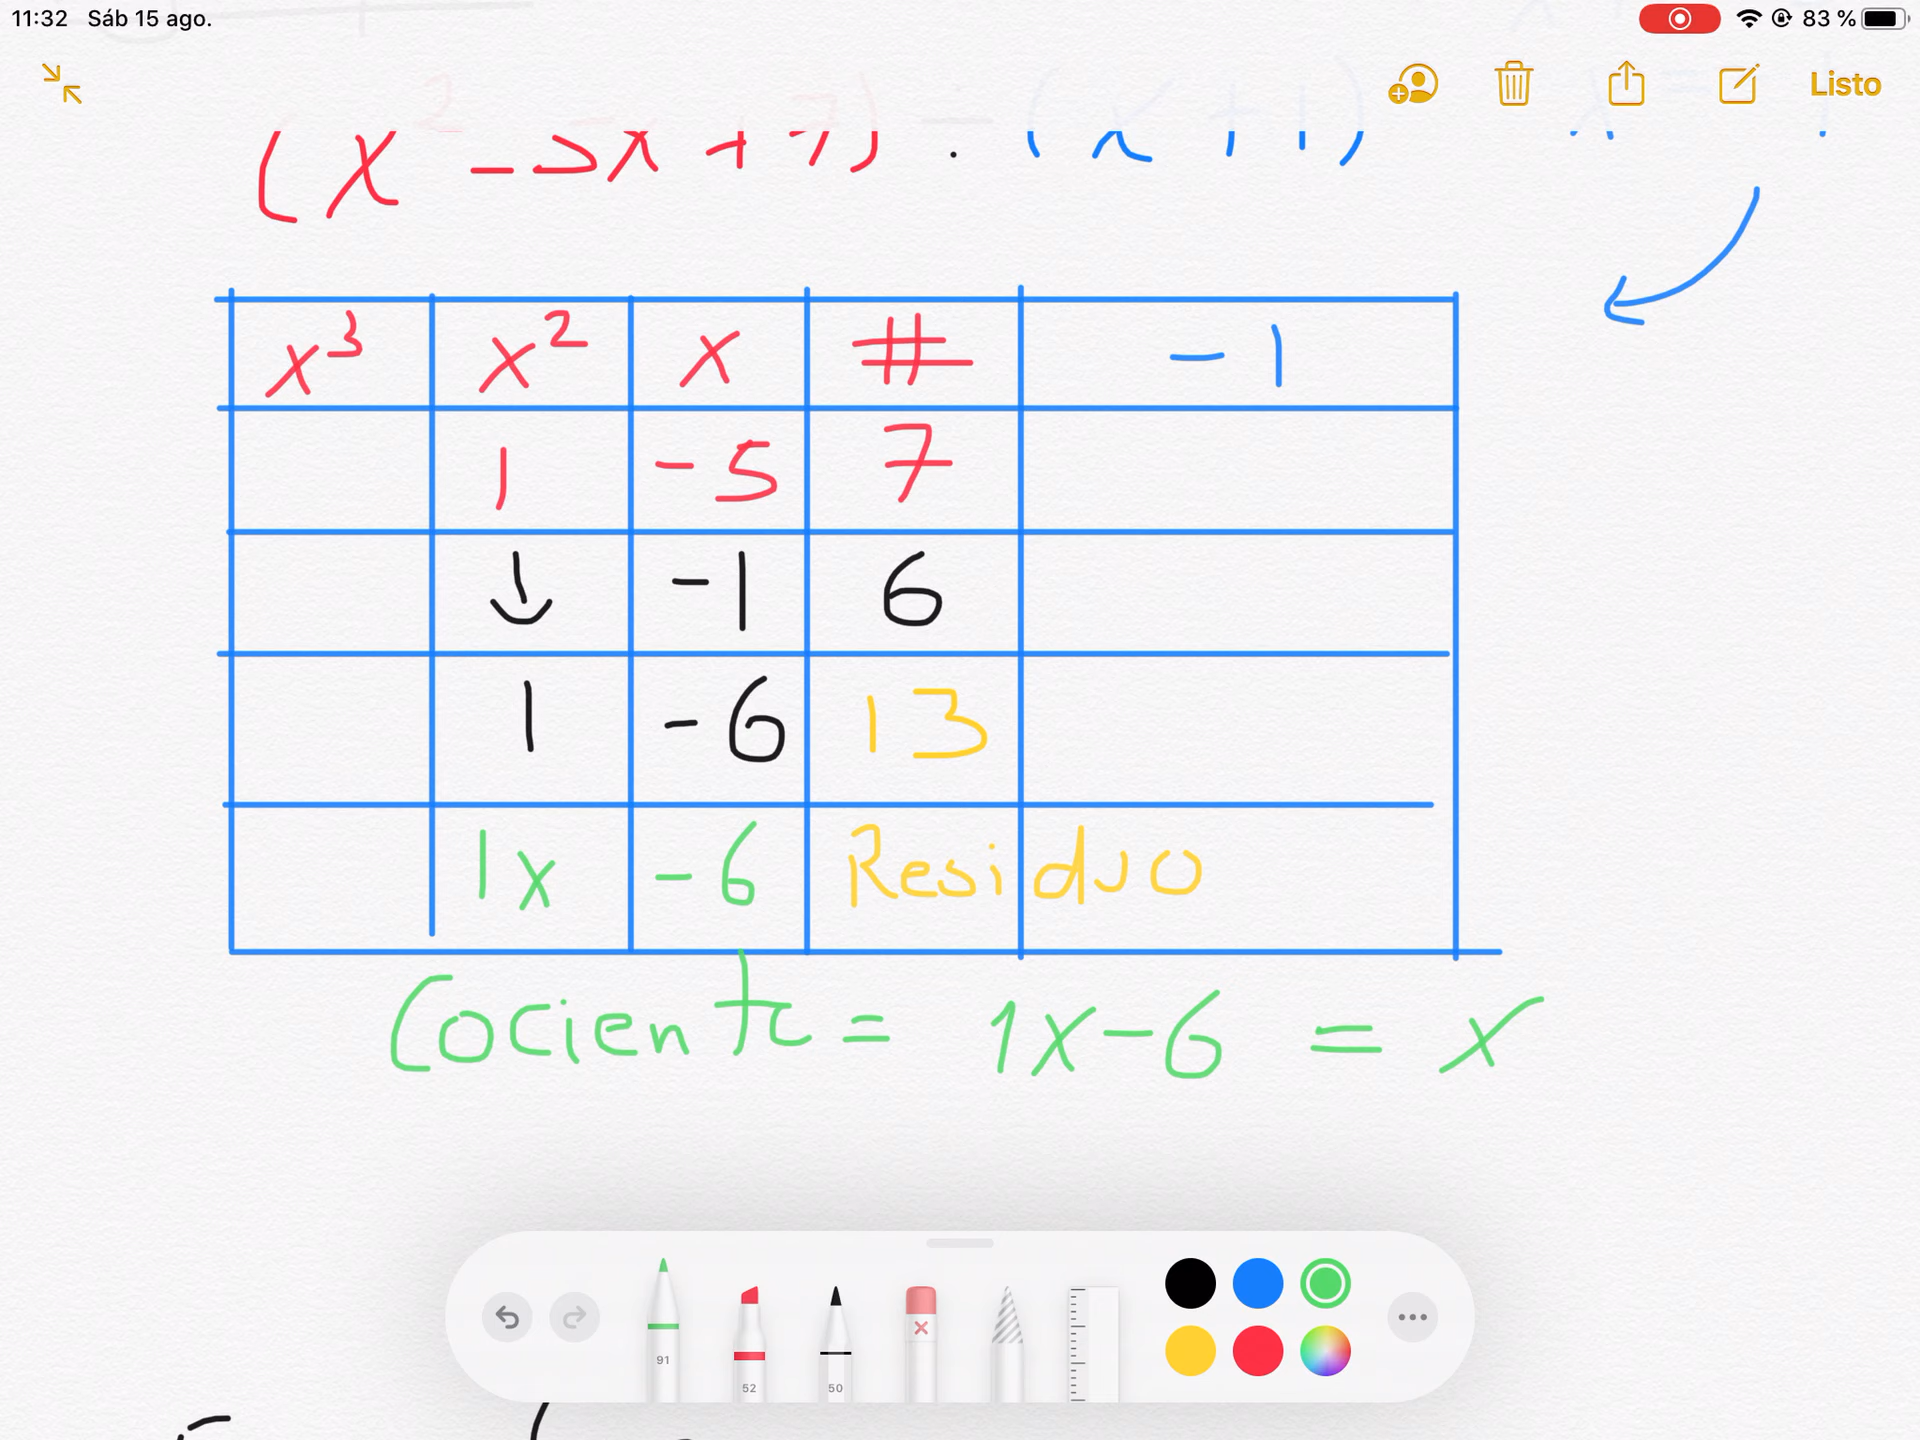 11:32 Sáb 15 ago. 83 %
Listo
(x² -5x +7) ÷ (x+1)
x³ x² x # -1
1 -5 7
↓ -1 6
1 -6 13
1x -6 Residuo
Cociente = 1x-6 = x
91 52 50